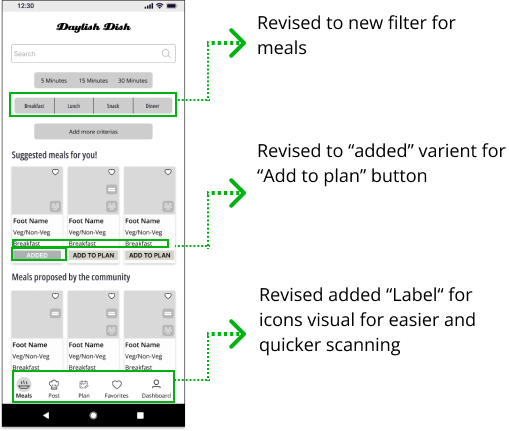 12:30
Daylish Dish
Search
5 Minutes 15 Minutes 30 Minutes
Breakfast Lunch Snack Dinner
Add more criterias
Suggested meals for you!
Foot Name Foot Name Foot Name
Veg/Non-Veg Veg/Non-Veg Veg/Non-Veg
Breakfast Breakfast Breakfast
ADDED ADD TO PLAN ADD TO PLAN
Meals proposed by the community
Foot Name Foot Name Foot Name
Veg/Non-Veg Veg/Non-Veg Veg/Non-Veg
Breakfast Breakfast Breakfast
Meals Post Plan Favorites Dashboard
Revised to new filter for
meals
Revised to “added” varient for
“Add to plan” button
Revised added “Label“ for
icons visual for easier and
quicker scanning